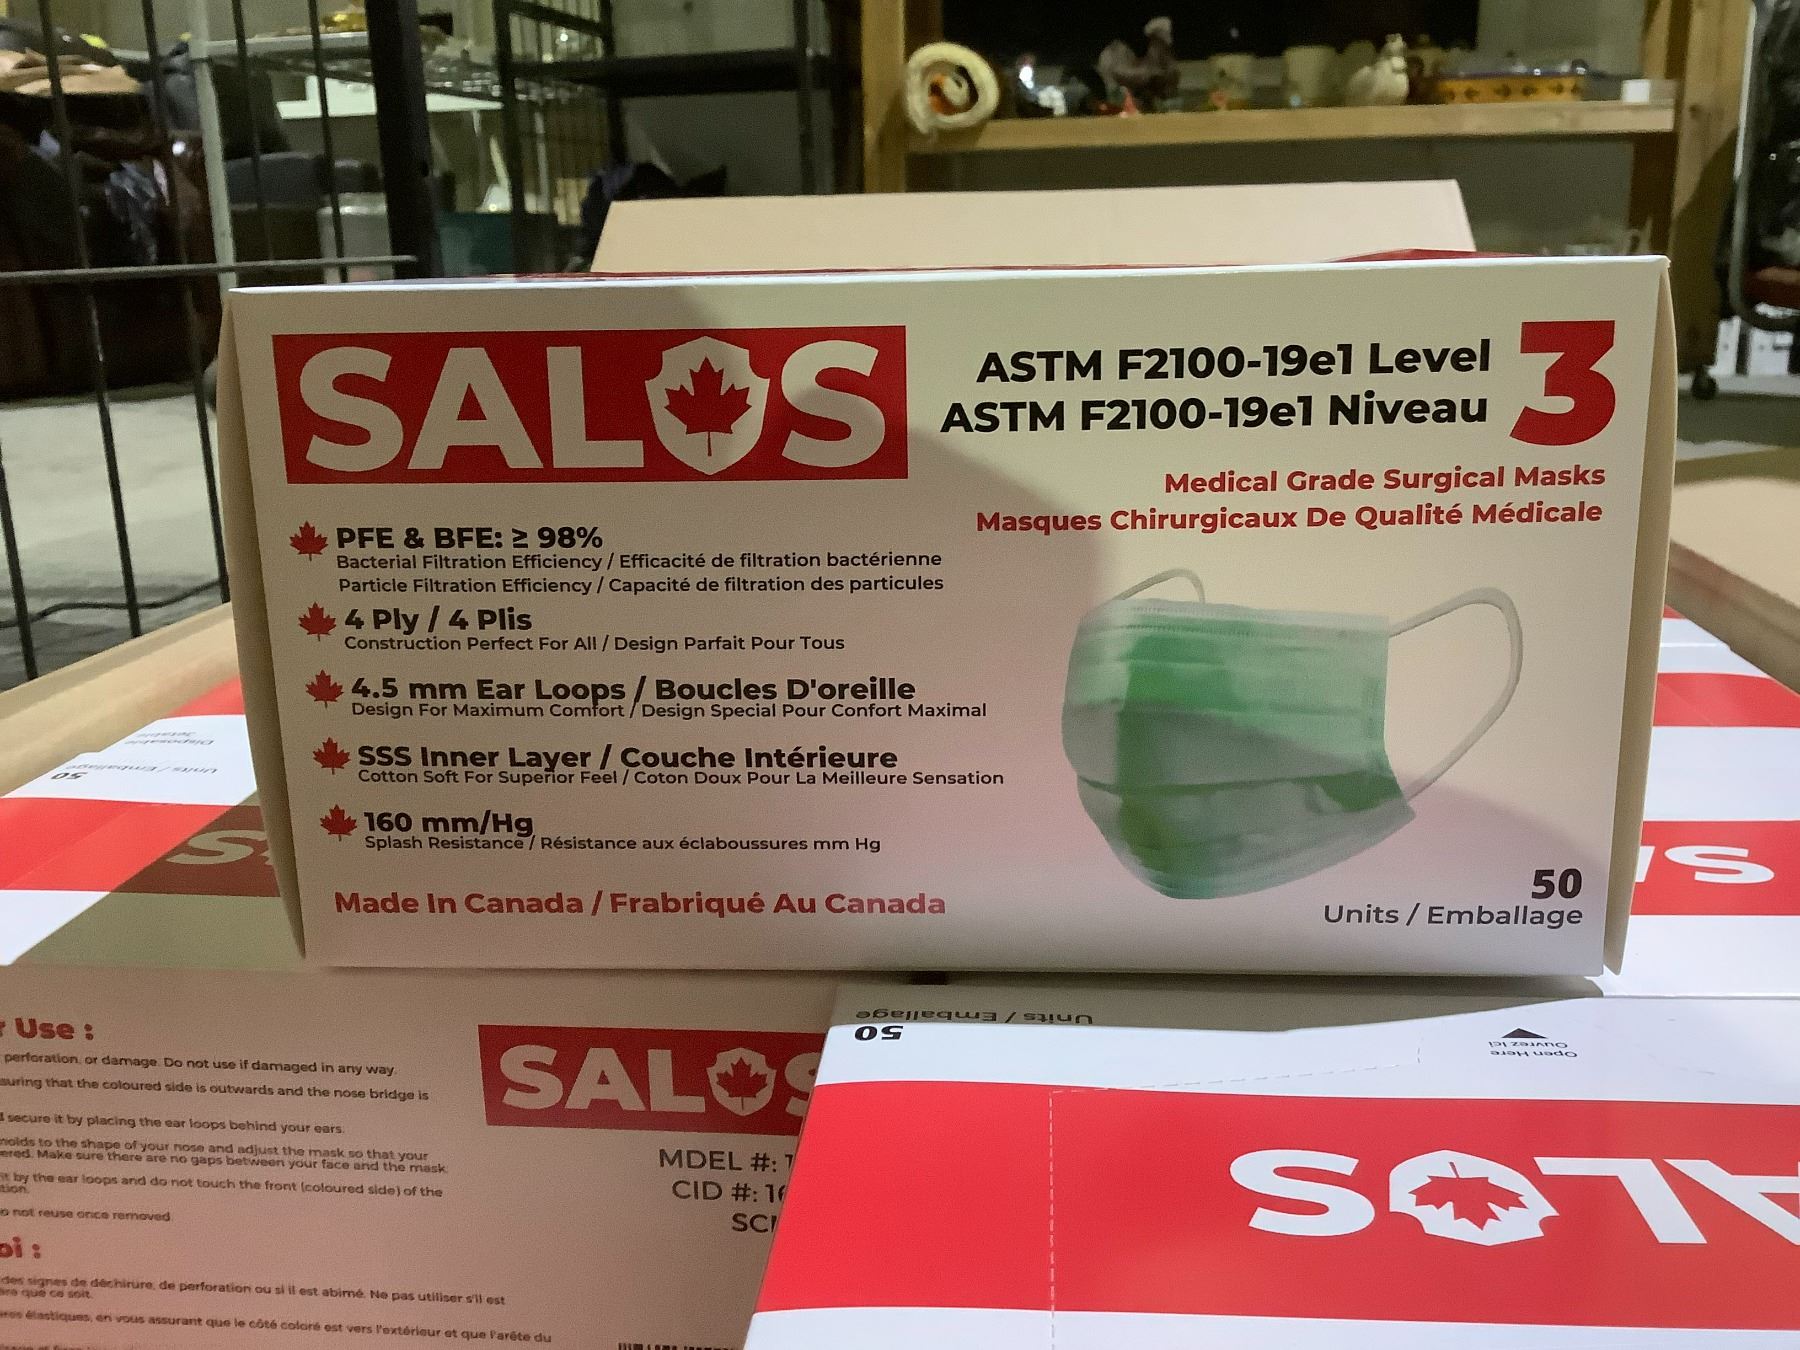 SALOS
ASTM F2100-19e1 Level 3
ASTM F2100-19e1 Niveau
Medical Grade Surgical Masks
Masques Chirurgicaux De Qualité Médicale
PFE & BFE: ≥ 98%
Bacterial Filtration Efficiency / Efficacité de filtration bactérienne
Particle Filtration Efficiency / Capacité de filtration des particules
4 Ply / 4 Plis
Construction Perfect For All / Design Parfait Pour Tous
4.5 mm Ear Loops / Boucles D'oreille
Design For Maximum Comfort / Design Special Pour Confort Maximal
SSS Inner Layer / Couche Intérieure
Cotton Soft For Superior Feel / Coton Doux Pour La Meilleure Sensation
160 mm/Hg
Splash Resistance / Résistance aux éclaboussures mm Hg
Made In Canada / Frabriqué Au Canada
50
Units / Emballage
Disposable
Jetable
50
Units / Emballage
Use :
perforation, or damage. Do not use if damaged in any way.
that the coloured side is outwards and the nose bridge is
secure it by placing the ear loops behind your ears.
to the shape of your nose and adjust the mask so that your
Make sure there are no gaps between your face and the mask.
it by the ear loops and do not touch the front (coloured side) of the
not reuse once removed.
des signes de déchirure, de perforation ou si il est abimé. Ne pas utiliser s'il est
que ce soit.
élastiques, en vous assurant que le côté coloré est vers l'extérieur et que l'arête du
SALOS
MDEL #:
CID #:
50
Units / Emballage
Open Here
Ouvrez Ici